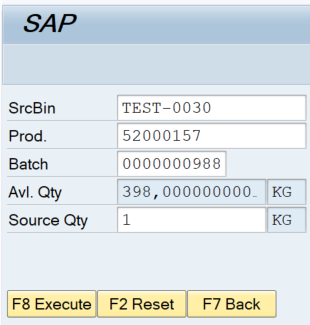 SAP
SrcBin TEST-0030
Prod. 52000157
Batch 0000000988
Avl. Qty 398,000000000_ KG
Source Qty 1 KG
F8 Execute F2 Reset F7 Back